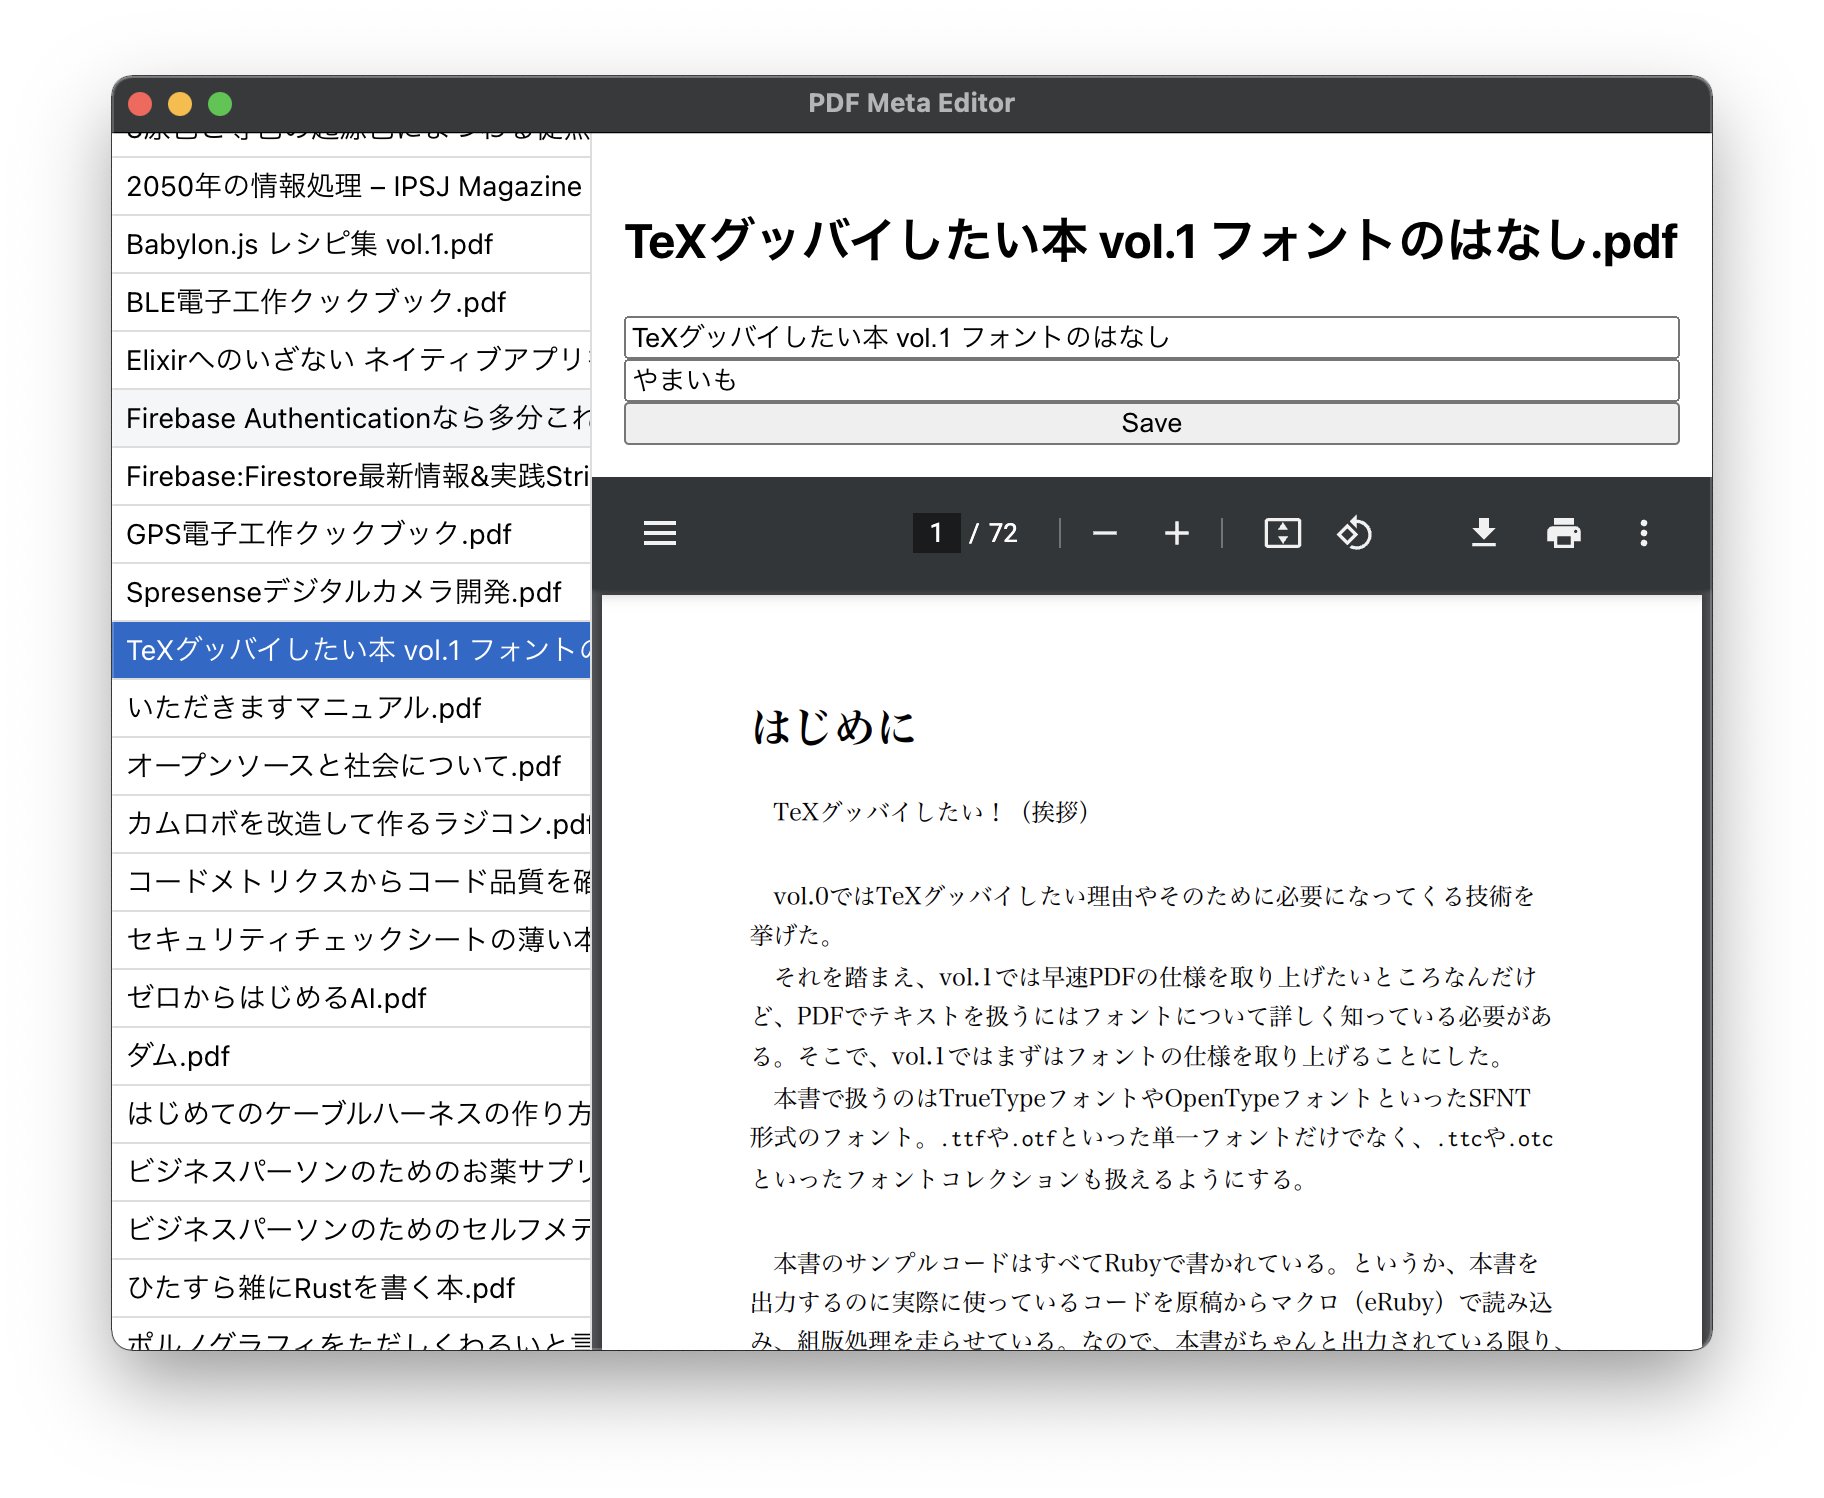 PDF Meta Editor
2050年の情報処理 – IPSJ Magazine
Babylon.js レシピ集 vol.1.pdf
BLE電子工作クックブック.pdf
Elixirへのいざない ネイティブアプリ
Firebase Authenticationなら多分これ
Firebase:Firestore最新情報&実践Stri
GPS電子工作クックブック.pdf
Spresenseデジタルカメラ開発.pdf
TeXグッバイしたい本 vol.1 フォントの
いただきますマニュアル.pdf
オープンソースと社会について.pdf
カムロボを改造して作るラジコン.pdf
コードメトリクスからコード品質を確
セキュリティチェックシートの薄い本
ゼロからはじめるAI.pdf
ダム.pdf
はじめてのケーブルハーネスの作り方
ビジネスパーソンのためのお薬サプリ
ビジネスパーソンのためのセルフメデ
ひたすら雑にRustを書く本.pdf
ポルノグラフィをただしくわるいと言
TeXグッバイしたい本 vol.1 フォントのはなし.pdf
TeXグッバイしたい本 vol.1 フォントのはなし
やまいも
Save
1 / 72
はじめに
TeXグッバイしたい！（挨拶）
vol.0ではTeXグッバイしたい理由やそのために必要になってくる技術を
挙げた。
それを踏まえ、vol.1では早速PDFの仕様を取り上げたいところなんだけ
ど、PDFでテキストを扱うにはフォントについて詳しく知っている必要があ
る。そこで、vol.1ではまずはフォントの仕様を取り上げることにした。
本書で扱うのはTrueTypeフォントやOpenTypeフォントといったSFNT
形式のフォント。.ttfや.otfといった単一フォントだけでなく、.ttcや.otc
といったフォントコレクションも扱えるようにする。
本書のサンプルコードはすべてRubyで書かれている。というか、本書を
出力するのに実際に使っているコードを原稿からマクロ（eRuby）で読み込
み、組版処理を走らせている。なので、本書がちゃんと出力されている限り、